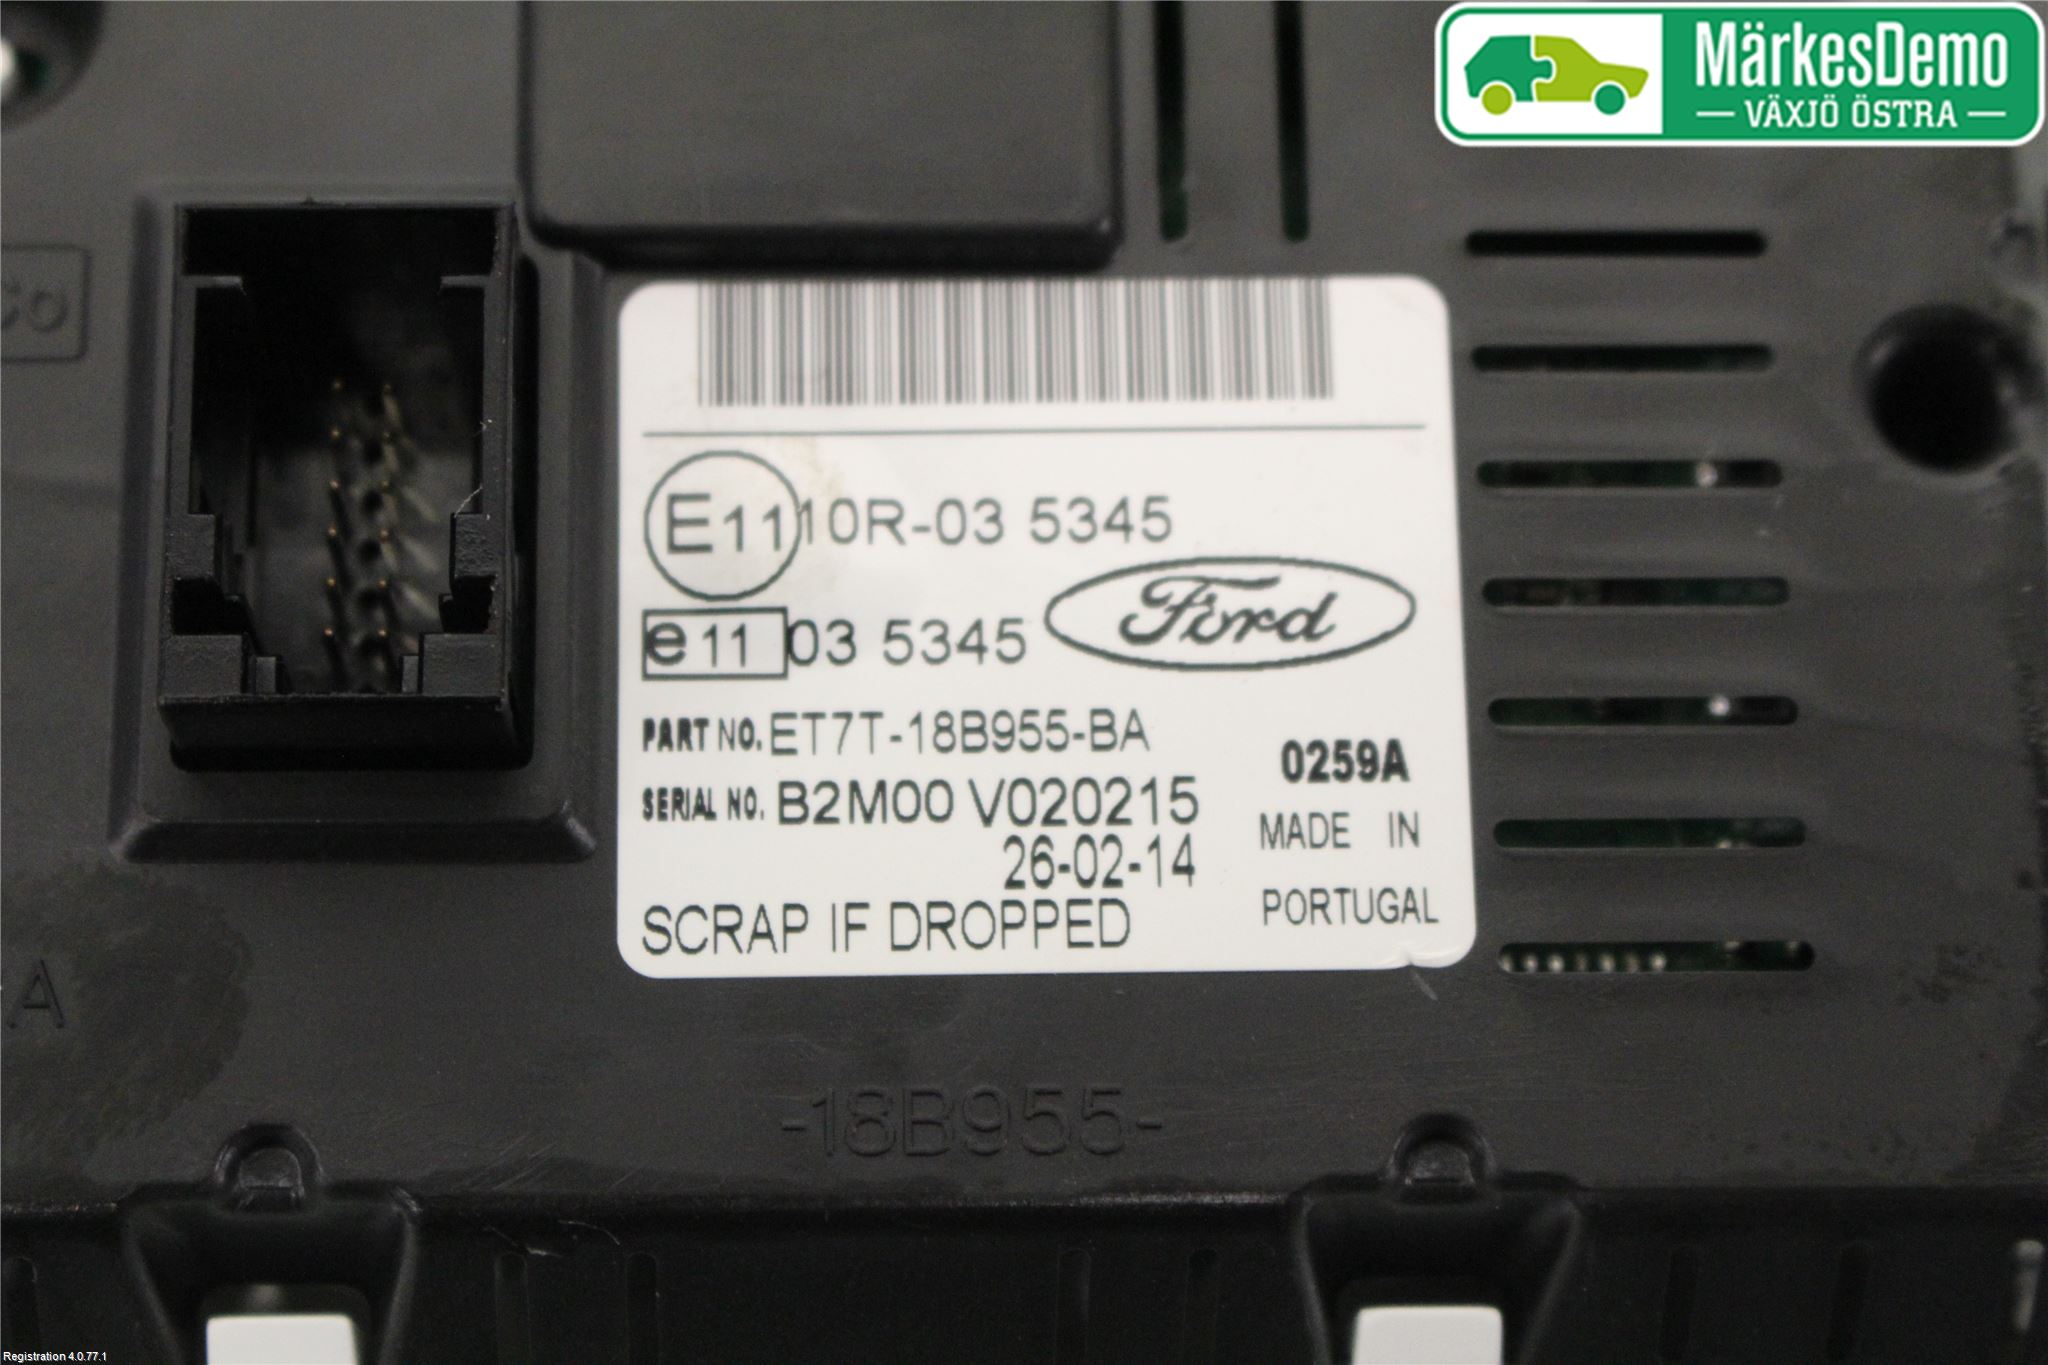 MärkesDemo
VÄXJÖ ÖSTRA
E11 10R-03 5345
e11 03 5345
Ford
PART NO. ET7T-18B955-BA
SERIAL NO. B2M00 V020215
26-02-14
0259A
MADE IN
PORTUGAL
SCRAP IF DROPPED
A
-18B955-
Registration 4.0.77.1